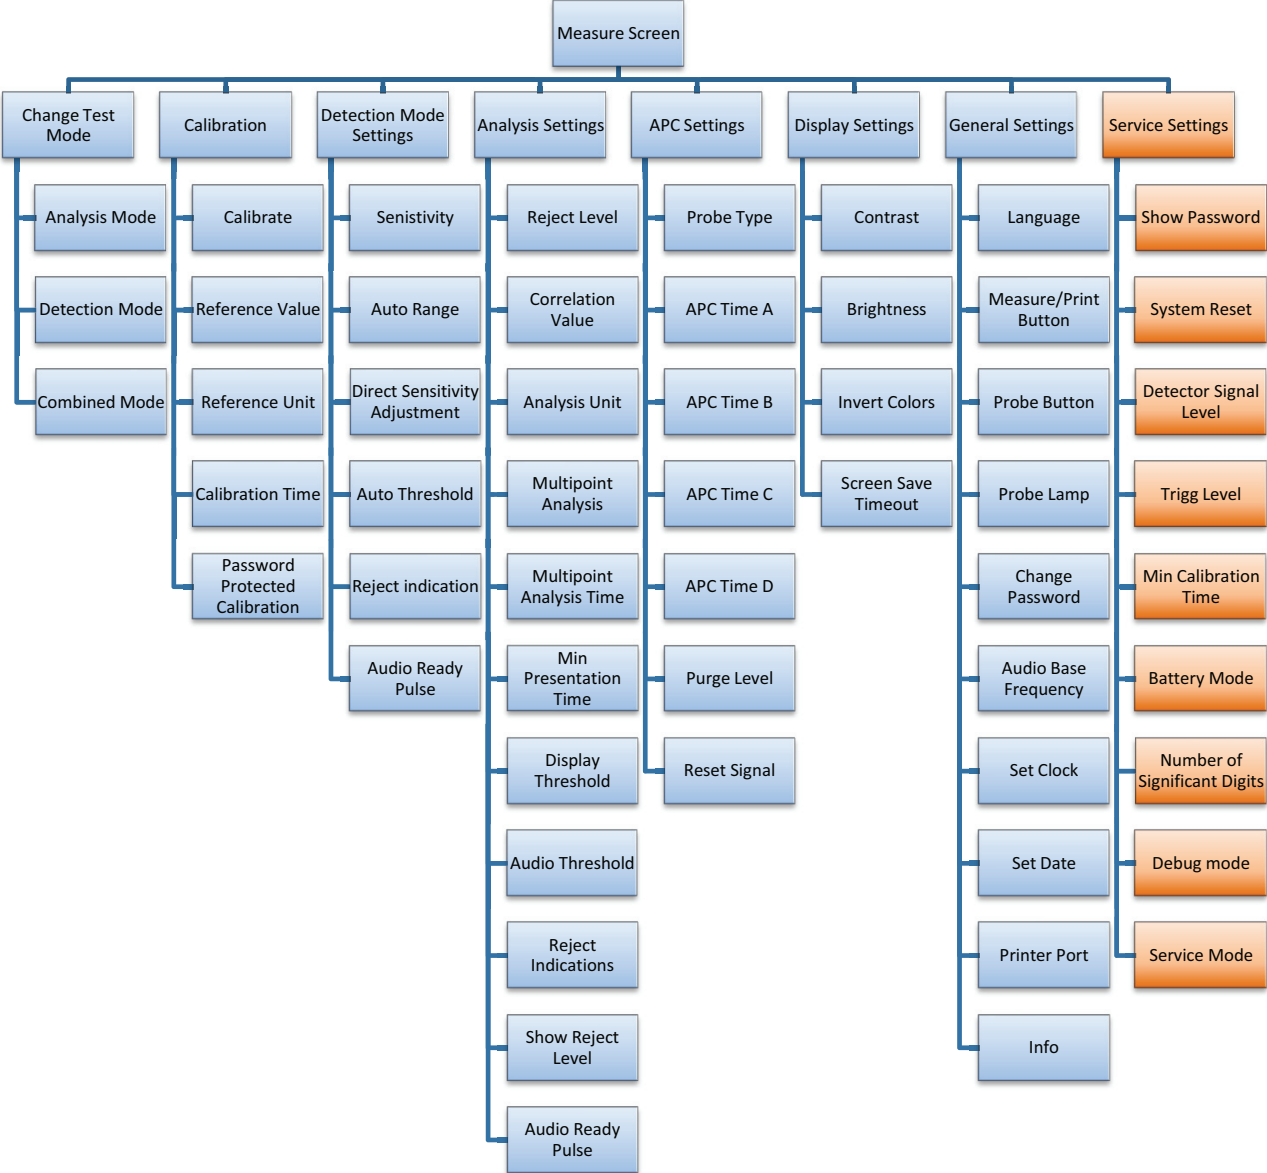 Measure Screen
Change Test
Mode
Analysis Mode
Detection Mode
Combined Mode
Calibration
Calibrate
Reference Value
Reference Unit
Calibration Time
Password
Protected
Calibration
Detection Mode
Settings
Senistivity
Auto Range
Direct Sensitivity
Adjustment
Auto Threshold
Reject indication
Audio Ready
Pulse
Analysis Settings
Reject Level
Correlation
Value
Analysis Unit
Multipoint
Analysis
Multipoint
Analysis Time
Min
Presentation
Time
Display
Threshold
Audio Threshold
Reject
Indications
Show Reject
Level
Audio Ready
Pulse
APC Settings
Probe Type
APC Time A
APC Time B
APC Time C
APC Time D
Purge Level
Reset Signal
Display Settings
Contrast
Brightness
Invert Colors
Screen Save
Timeout
General Settings
Language
Measure/Print
Button
Probe Button
Probe Lamp
Change
Password
Audio Base
Frequency
Set Clock
Set Date
Printer Port
Info
Service Settings
Show Password
System Reset
Detector Signal
Level
Trigg Level
Min Calibration
Time
Battery Mode
Number of
Significant Digits
Debug mode
Service Mode